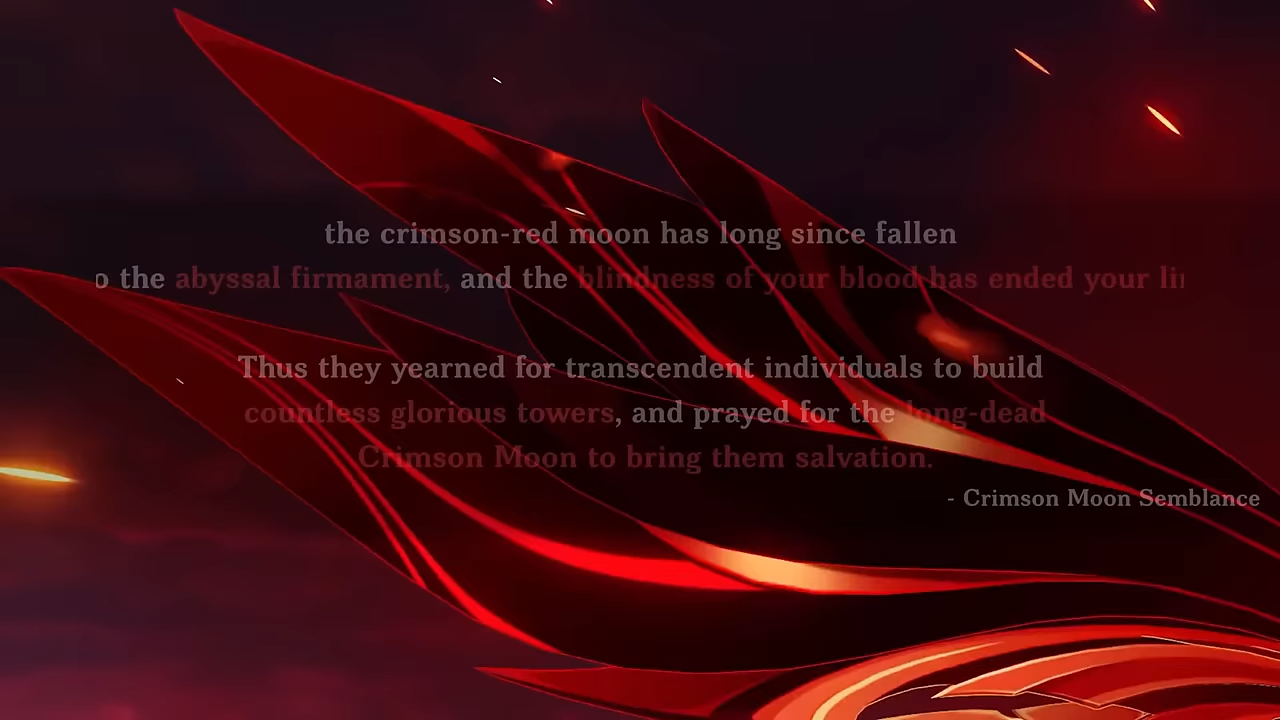 the crimson-red moon has long since fallen
the abyssal firmament, and the blindness of your blood has ended your
Thus they yearned for transcendent individuals to build
countless glorious towers, and prayed for the long-dead
Crimson Moon to bring them salvation.
- Crimson Moon Semblance